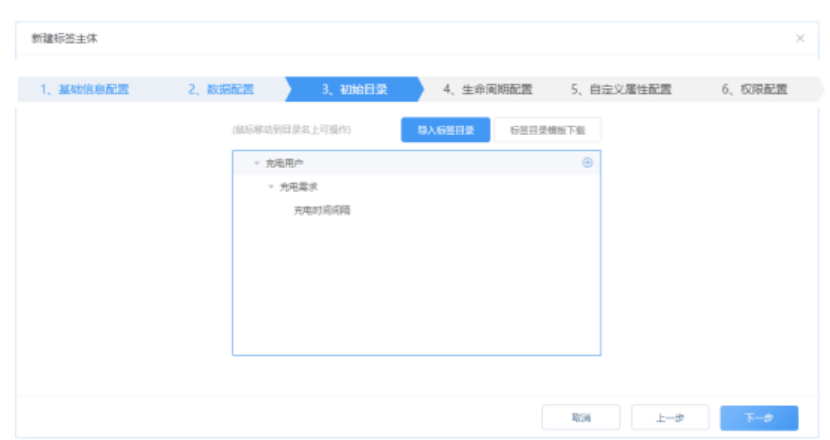 新建标签主体
1、基础信息配置 2、数据配置 3、初始目录 4、生命周期配置 5、自定义属性配置 6、权限配置
(鼠标移动到目录名上可操作) 导入标签目录 标签目录模板下载
充电用户
充电需求
充电时间间隔
取消 上一步 下一步